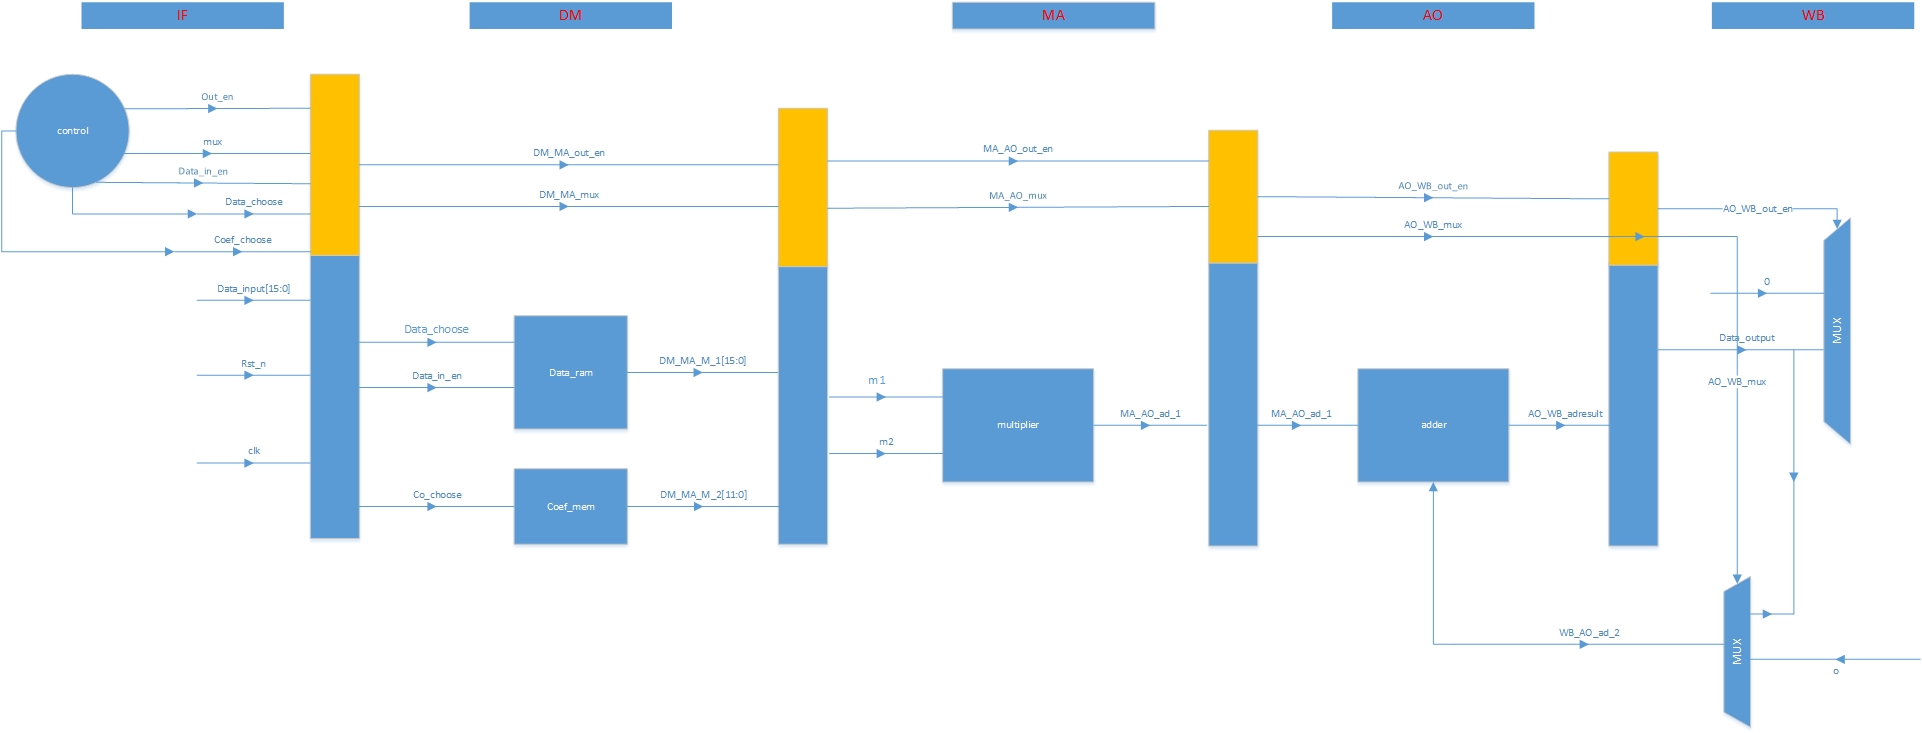 IF
DM
MA
AO
WB
control
Out_en
mux
Data_in_en
Data_choose
Coef_choose
Data_input[15:0]
Rst_n
clk
DM_MA_out_en
DM_MA_mux
Data_choose
Data_in_en
Co_choose
Data_ram
Coef_mem
DM_MA_M_1[15:0]
DM_MA_M_2[11:0]
MA_AO_out_en
MA_AO_mux
m1
m2
multiplier
MA_AO_ad_1
AO_WB_out_en
AO_WB_mux
MA_AO_ad_1
adder
AO_WB_adresult
AO_WB_out_en
0
Data_output
AO_WB_mux
MUX
WB_AO_ad_2
MUX
o